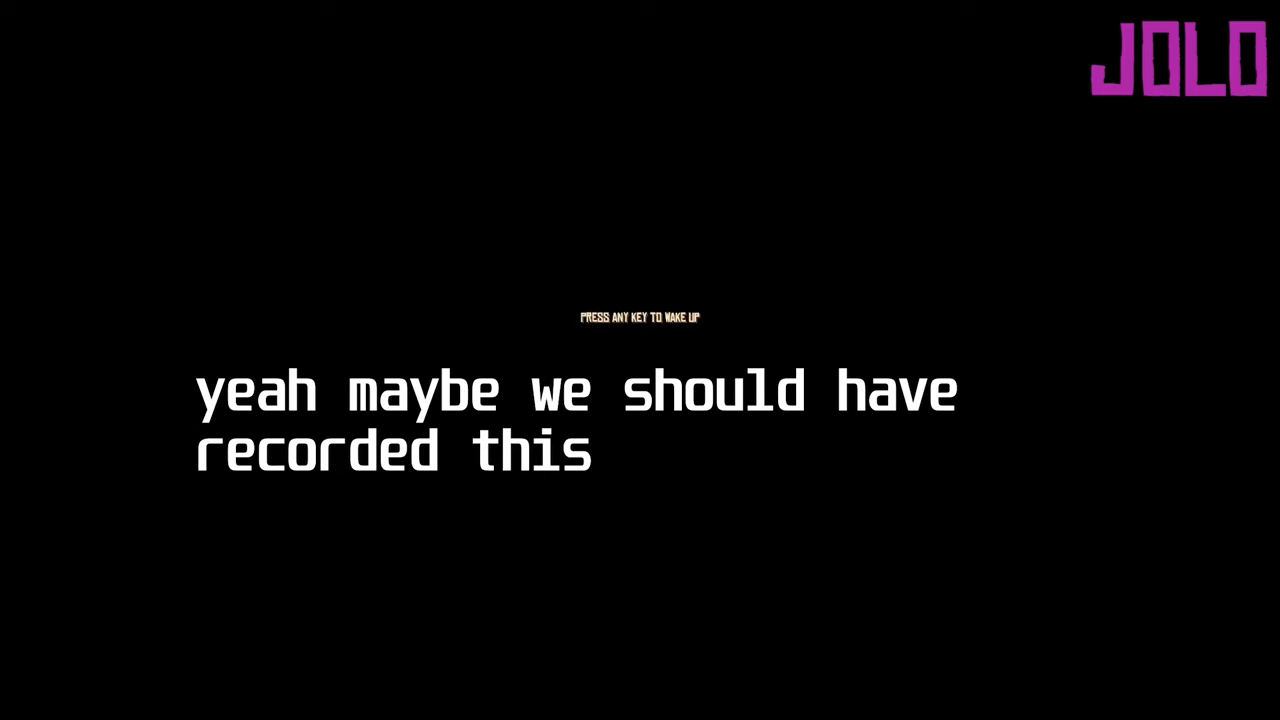 JOLO
PRESS ANY KEY TO WAKE UP
yeah maybe we should have
recorded this